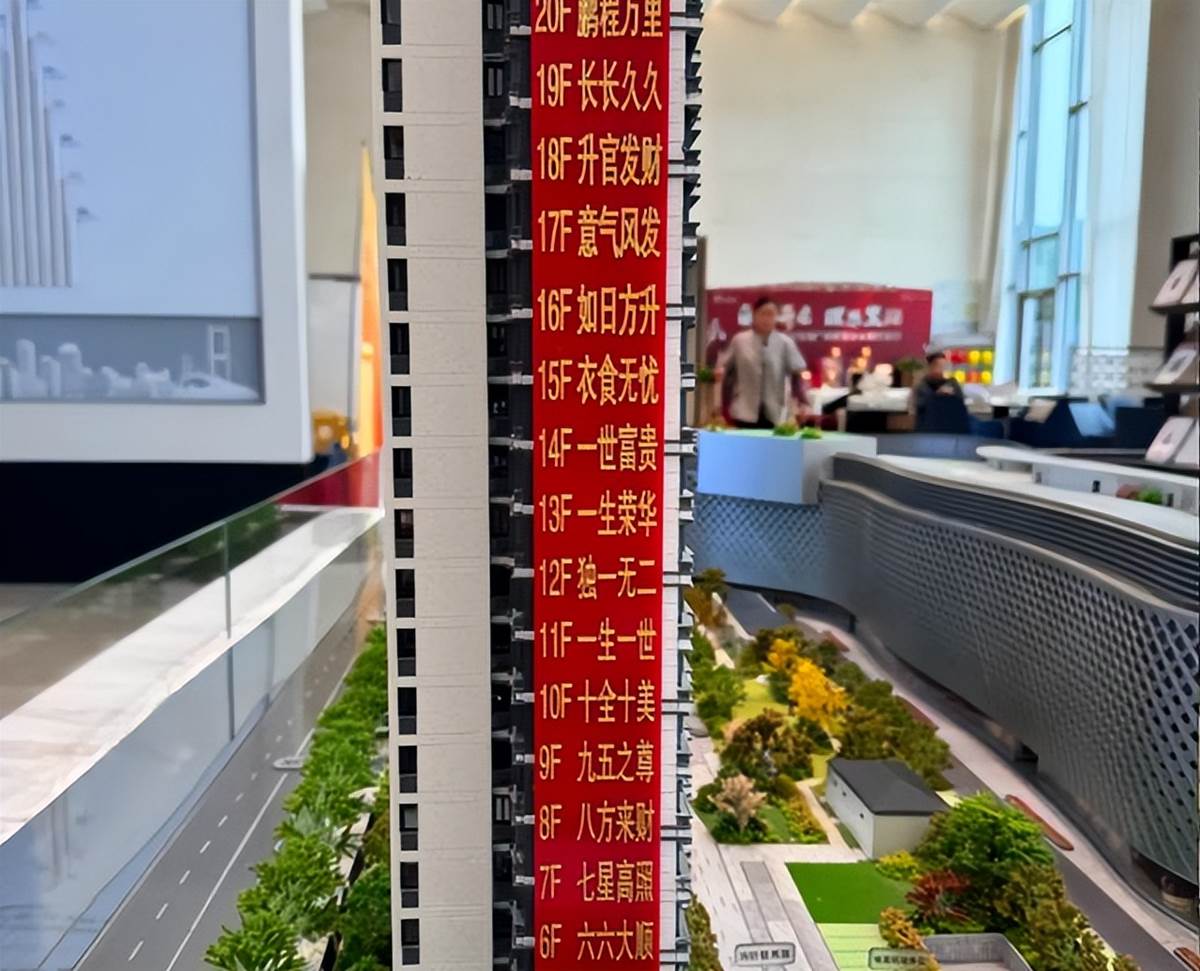 20F 鹏程万里
19F 长长久久
18F 升官发财
17F 意气风发
16F 如日方升
15F 衣食无忧
14F 一世富贵
13F 一生荣华
12F 独一无二
11F 一生一世
10F 十全十美
9F 九五之尊
8F 八方来财
7F 七星高照
6F 六六大顺